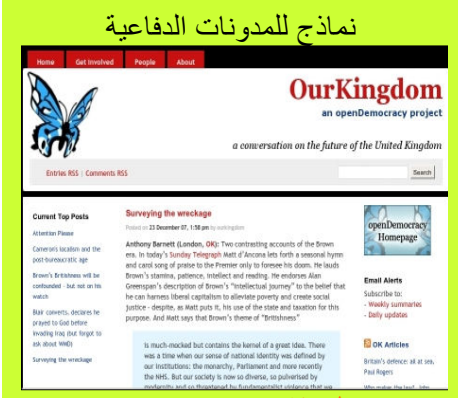 نماذج للمدونات الدفاعية
Home Get Involved People About
OurKingdom
an openDemocracy project
a conversation on the future of the United Kingdom
Entries RSS | Comments RSS
Search
Current Top Posts
Attention Please
Cameron's localism and the
post-bureaucratic age
Brown's Britishness will be
confounded - but not on his
watch
Blair converts, declares he
prayed to God before
invading Iraq (but forgot to
ask about WMD)
Surveying the wreckage
Surveying the wreckage
Posted on 23 December 07, 1:58 pm by ourkingdom
Anthony Barnett (London, OK): Two contrasting accounts of the Brown
era. In today's Sunday Telegraph Matt d'Ancona lets forth a seasonal hymn
and carol song of praise to the Premier only to foresee his doom. He lauds
Brown's stamina, patience, intellect and reading. He endorses Alan
Greenspan's description of Brown's "intellectual journey" to the belief that
he can harness liberal capitalism to alleviate poverty and create social
justice - despite, as Matt puts it, his use of the state and taxation for this
purpose. And Matt says that Brown's theme of "Britishness"
is much-mocked but contains the kernel of a great idea. There
was a time when our sense of national identity was defined by
our institutions: the monarchy, Parliament and more recently
the NHS. But our society is now so diverse, so pulverised by
modernity and so threatened by fundamentalist violence that we
openDemocracy
Homepage
Email Alerts
Subscribe to:
- Weekly summaries
- Daily updates
OK Articles
Britain's defence: all at sea,
Paul Rogers